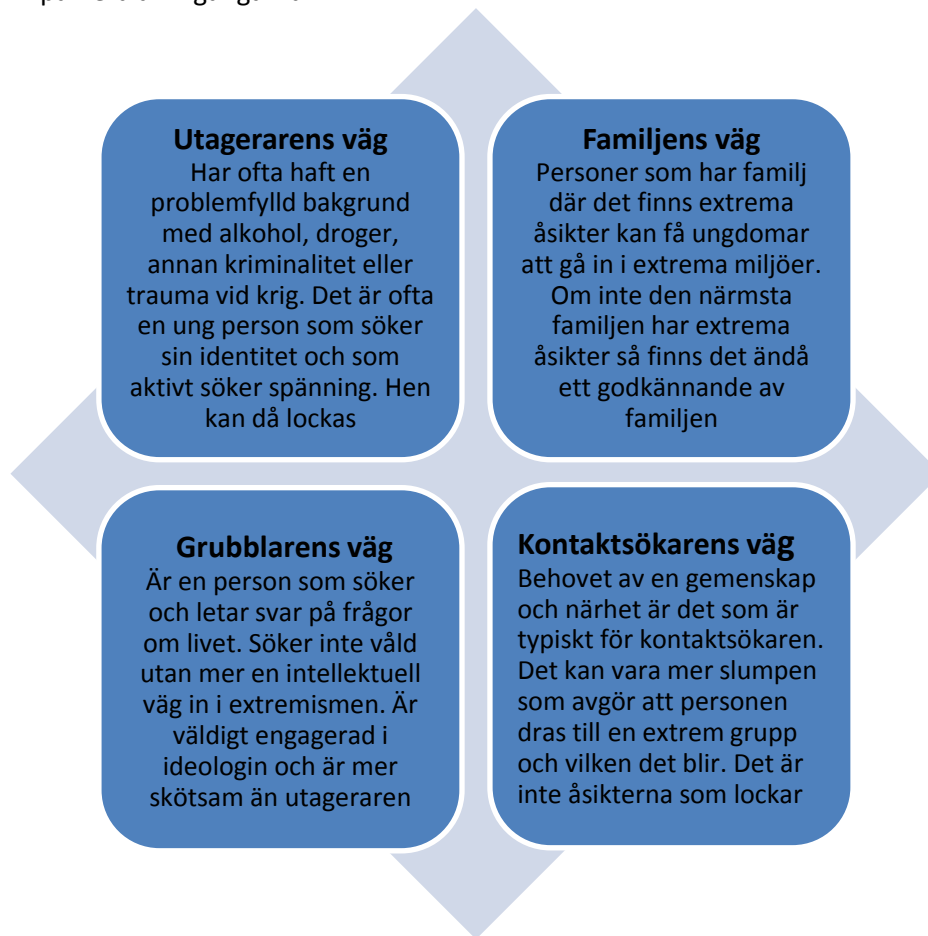 Utagerarens väg
Har ofta haft en
problemfylld bakgrund
med alkohol, droger,
annan kriminalitet eller
trauma vid krig. Det är ofta
en ung person som söker
sin identitet och som
aktivt söker spänning. Hen
kan då lockas
Familjens väg
Personer som har familj
där det finns extrema
åsikter kan få ungdomar
att gå in i extrema miljöer.
Om inte den närmsta
familjen har extrema
åsikter så finns det ändå
ett godkännande av
familjen
Grubblarens väg
Är en person som söker
och letar svar på frågor
om livet. Söker inte våld
utan mer en intellektuell
väg in i extremismen. Är
väldigt engagerad i
ideologin och är mer
skötsam än utageraren
Kontaktsökarens väg
Behovet av en gemenskap
och närhet är det som är
typiskt för kontaktsökaren.
Det kan vara mer slumpen
som avgör att personen
dras till en extrem grupp
och vilken det blir. Det är
inte åsikterna som lockar